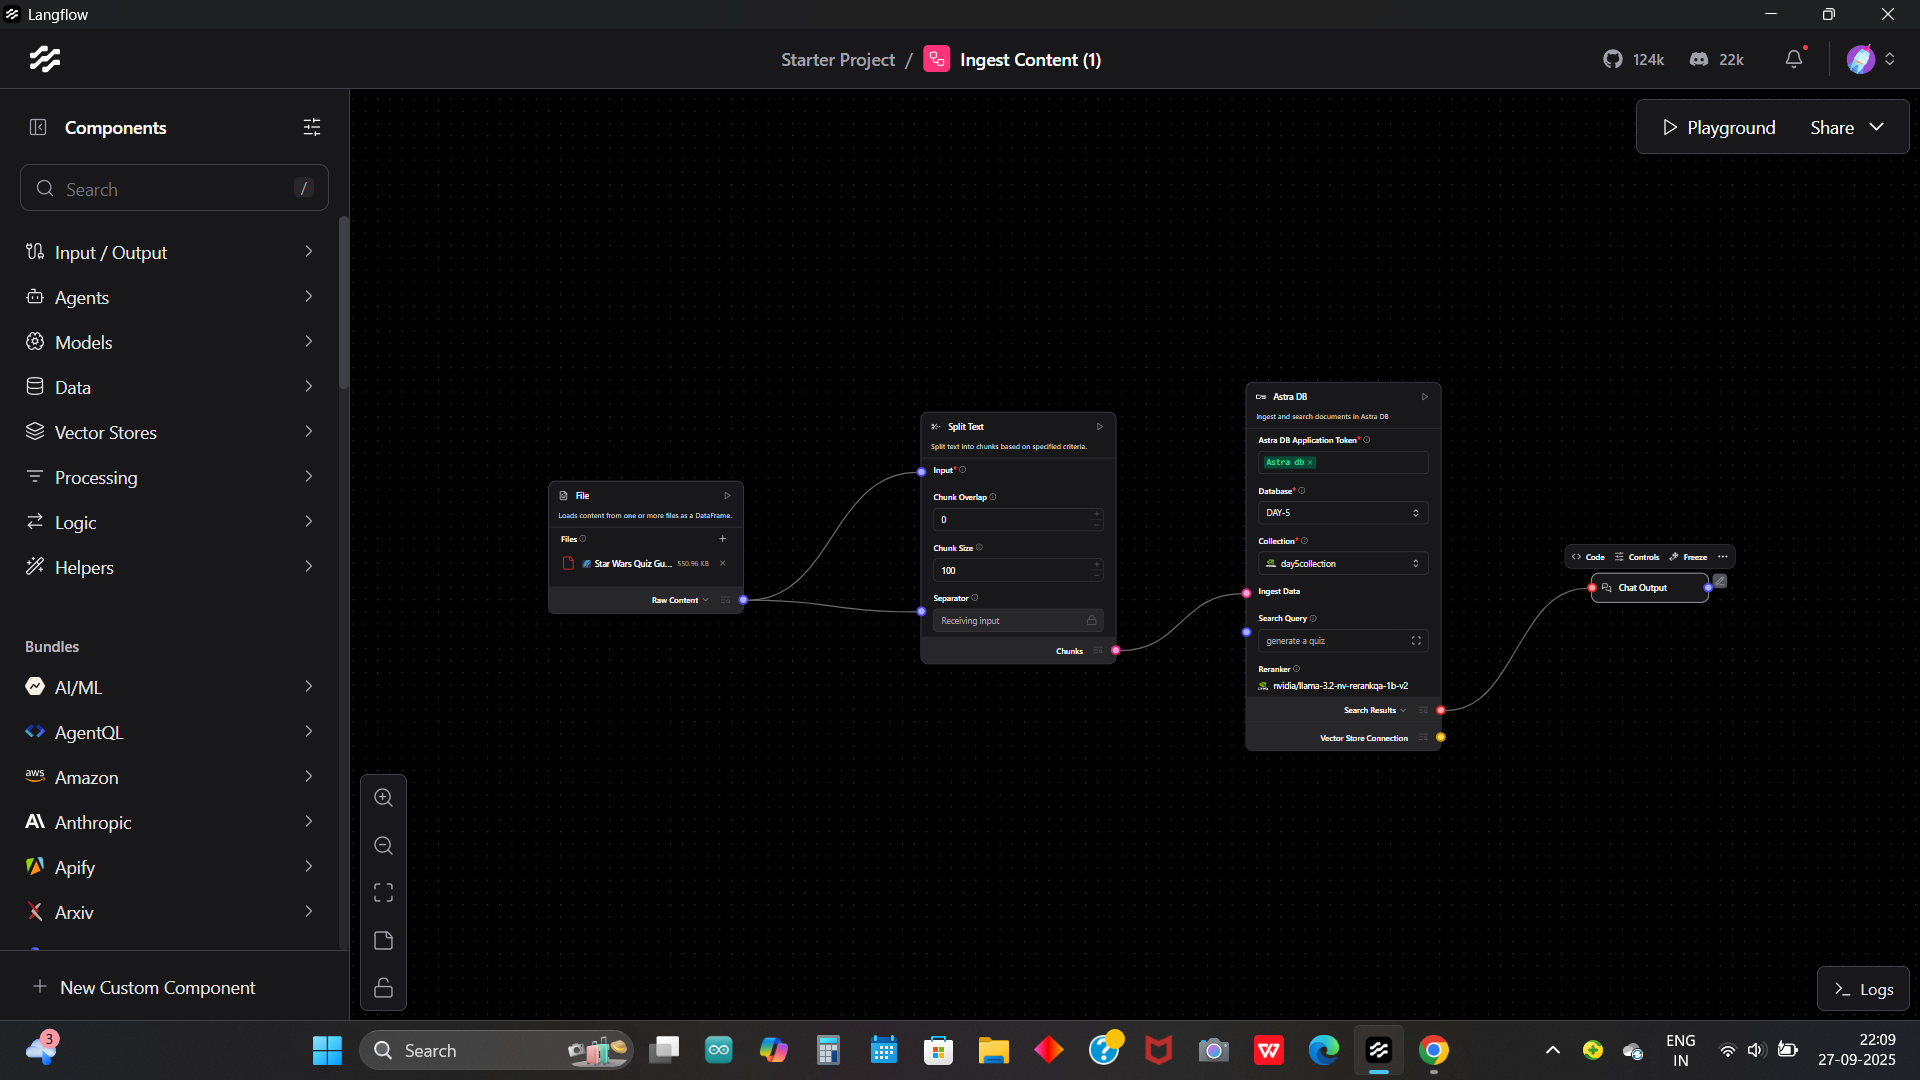 Langflow
Starter Project / Ingest Content (1)
124k
22k
Components
Playground
Share
Search
/
Input / Output
Agents
Models
Data
Vector Stores
Processing
Logic
Helpers
Bundles
AI/ML
AgentQL
aws
Amazon
Anthropic
Apify
Arxiv
New Custom Component
File
Loads content from one or more files as a DataFrame.
Files
Star Wars Quiz Gu... 550.96 KB
Raw Content
Split Text
Split text into chunks based on specified criteria.
Input*
Chunk Overlap
0
Chunk Size
100
Separator
Receiving input
Chunks
Astra DB
Ingest and search documents in Astra DB
Astra DB Application Token*
Astra db
Database*
DAY-5
Collection*
day5collection
Ingest Data
Search Query
generate a quiz
Reranker
nvidia/llama-3.2-nv-rerankqa-1b-v2
Search Results
Vector Store Connection
Code
Controls
Freeze
Chat Output
Logs
3
Search
ENG
IN
22:09
27-09-2025